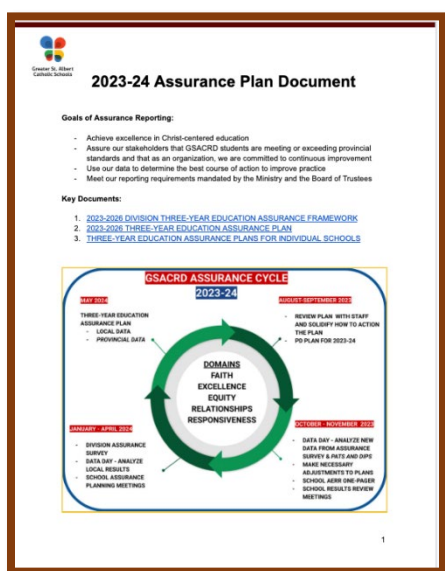 Greater St. Albert
Catholic Schools
2023-24 Assurance Plan Document
Goals of Assurance Reporting:
- Achieve excellence in Christ-centered education
- Assure our stakeholders that GSACRD students are meeting or exceeding provincial
standards and that as an organization, we are committed to continuous improvement
- Use our data to determine the best course of action to improve practice
- Meet our reporting requirements mandated by the Ministry and the Board of Trustees
Key Documents:
1. 2023-2026 DIVISION THREE-YEAR EDUCATION ASSURANCE FRAMEWORK
2. 2023-2026 THREE-YEAR EDUCATION ASSURANCE PLAN
3. THREE-YEAR EDUCATION ASSURANCE PLANS FOR INDIVIDUAL SCHOOLS
GSACRD ASSURANCE CYCLE
2023-24
MAY 2024
THREE-YEAR EDUCATION
ASSURANCE PLAN
- LOCAL DATA
- PROVINCIAL DATA
AUGUST-SEPTEMBER 2023
- REVIEW PLAN WITH STAFF
AND SOLIDIFY HOW TO ACTION
THE PLAN
- PD PLAN FOR 2023-24
DOMAINS
FAITH
EXCELLENCE
EQUITY
RELATIONSHIPS
RESPONSIVENESS
JANUARY - APRIL 2024
- DIVISION ASSURANCE
SURVEY
- DATA DAY - ANALYZE
LOCAL RESULTS
- SCHOOL ASSURANCE
PLANNING MEETINGS
OCTOBER - NOVEMBER 2023
- DATA DAY - ANALYZE NEW
DATA FROM ASSURANCE
SURVEY & PATS AND DIPS
- MAKE NECESSARY
ADJUSTMENTS TO PLANS
- SCHOOL AERR ONE-PAGER
- SCHOOL RESULTS REVIEW
MEETINGS
1